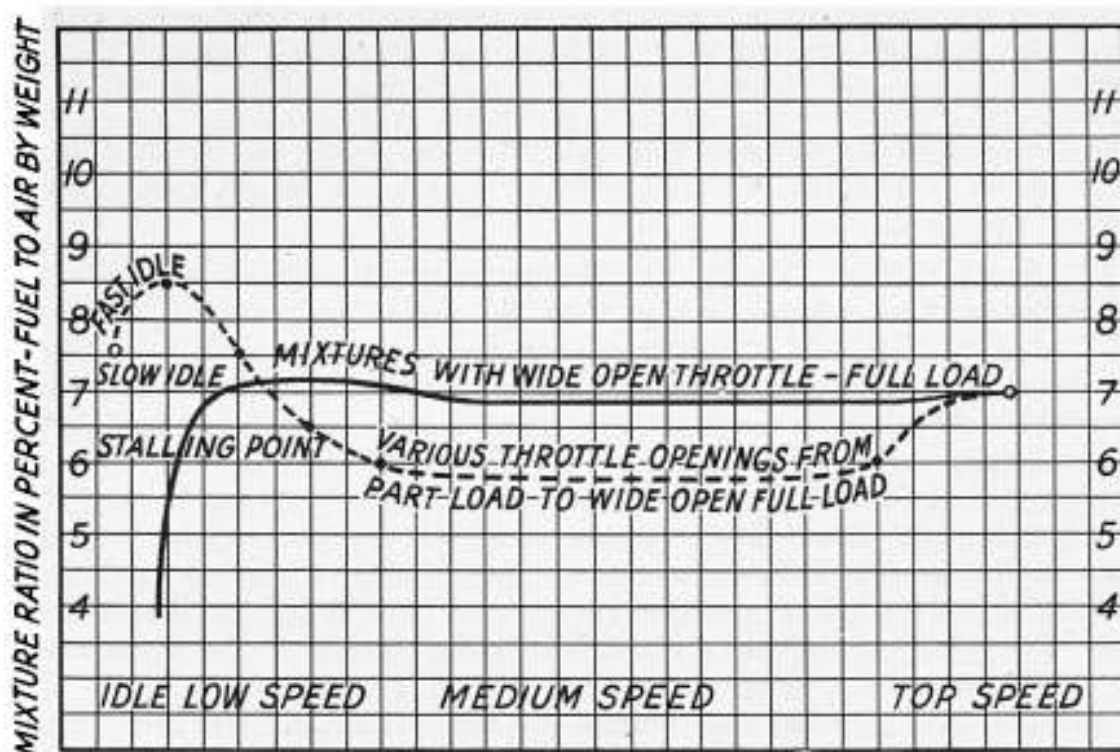 MIXTURE RATIO IN PERCENT-FUEL TO AIR BY WEIGHT
11 11
10 10
9 9
FAST IDLE
8 8
MIXTURES WITH WIDE OPEN THROTTLE - FULL LOAD
SLOW IDLE
7 7
STALLING POINT
VARIOUS THROTTLE OPENINGS FROM
6 6
PART LOAD TO WIDE OPEN FULL LOAD
5 5
4 4
IDLE LOW SPEED MEDIUM SPEED TOP SPEED